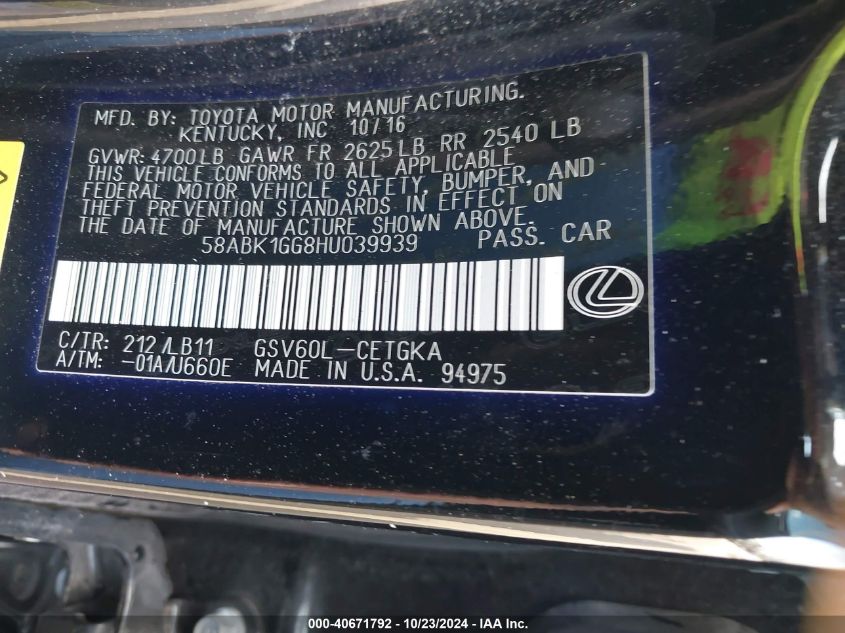 MFD. BY: TOYOTA MOTOR MANUFACTURING.
KENTUCKY, INC 10/16
GVWR: 4700LB GAWR FR 2625LB RR 2540 LB
THIS VEHICLE CONFORMS TO ALL APPLICABLE
FEDERAL MOTOR VEHICLE SAFETY, BUMPER, AND
THEFT PREVENTION STANDARDS IN EFFECT ON
THE DATE OF MANUFACTURE SHOWN ABOVE.
58ABK1GG8HU039939 PASS. CAR
C/TR: 212/LB11 GSV60L-CETGKA
A/TM: -01A/U660E MADE IN U.S.A. 94975
000-40671792 - 10/23/2024 - IAA Inc.